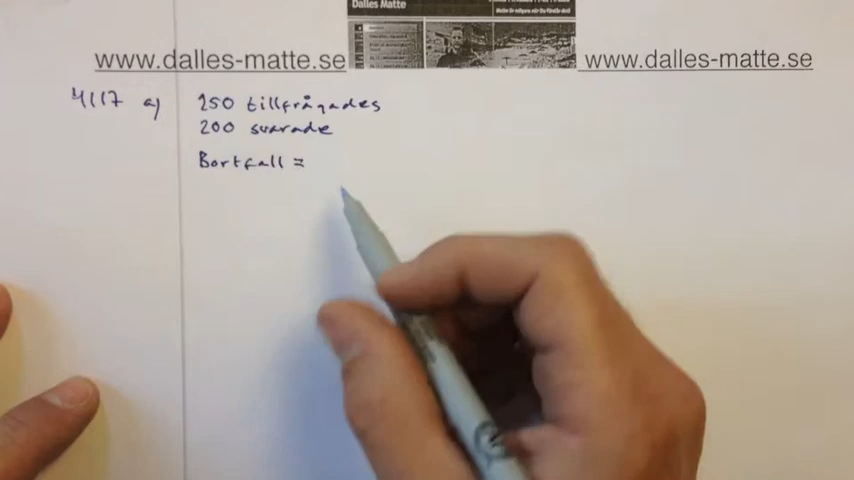 Dalles Matte
www.dalles-matte.se www.dalles-matte.se
4117 a) 250 tillfrågades
200 svarade
Bortfall =